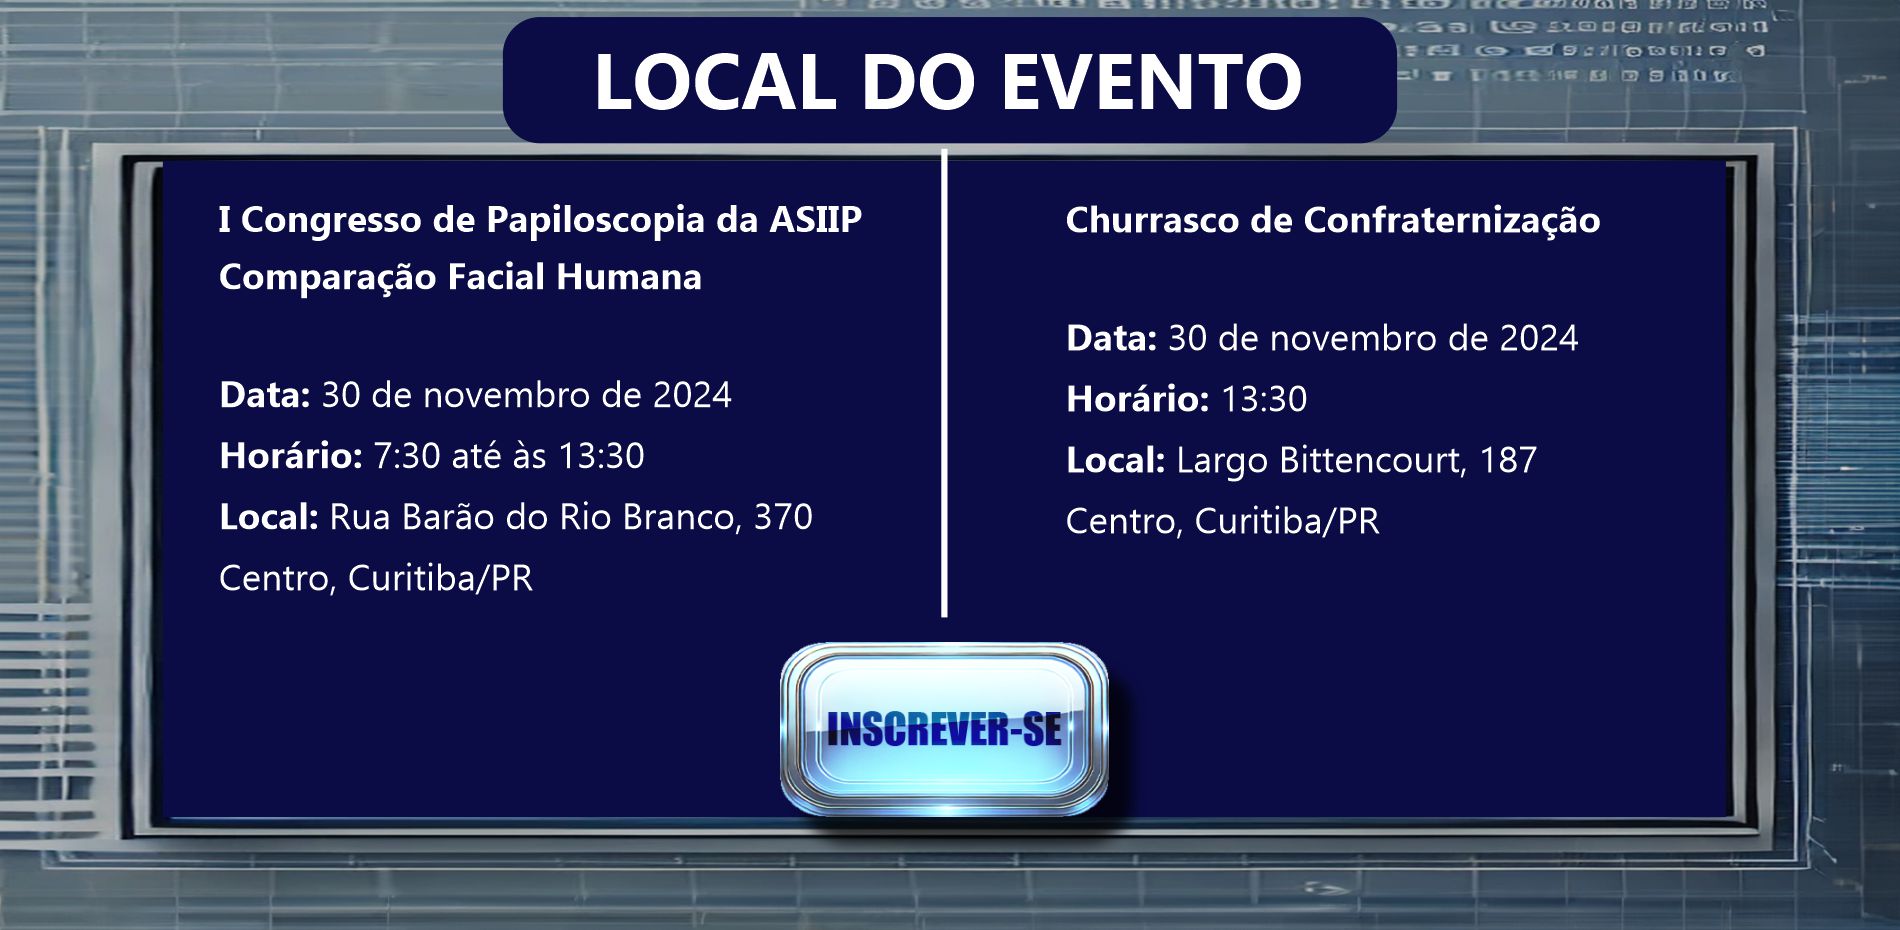 LOCAL DO EVENTO
I Congresso de Papiloscopia da ASIIP
Comparação Facial Humana
Data: 30 de novembro de 2024
Horário: 7:30 até às 13:30
Local: Rua Barão do Rio Branco, 370
Centro, Curitiba/PR
Churrasco de Confraternização
Data: 30 de novembro de 2024
Horário: 13:30
Local: Largo Bittencourt, 187
Centro, Curitiba/PR
INSCREVER-SE